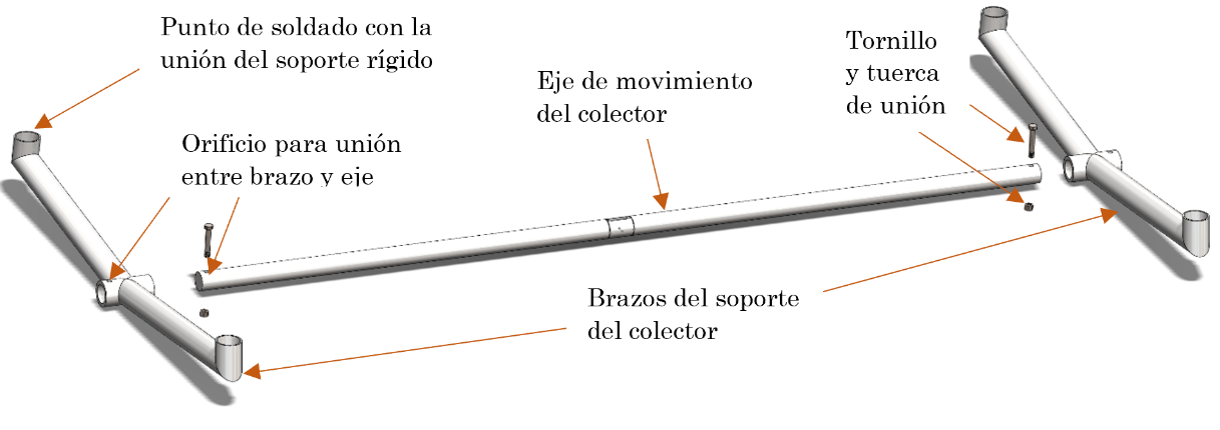 Punto de soldado con la
unión del soporte rígido
Orificio para unión
entre brazo y eje
Eje de movimiento
del colector
Tornillo
y tuerca
de unión
Brazos del soporte
del colector